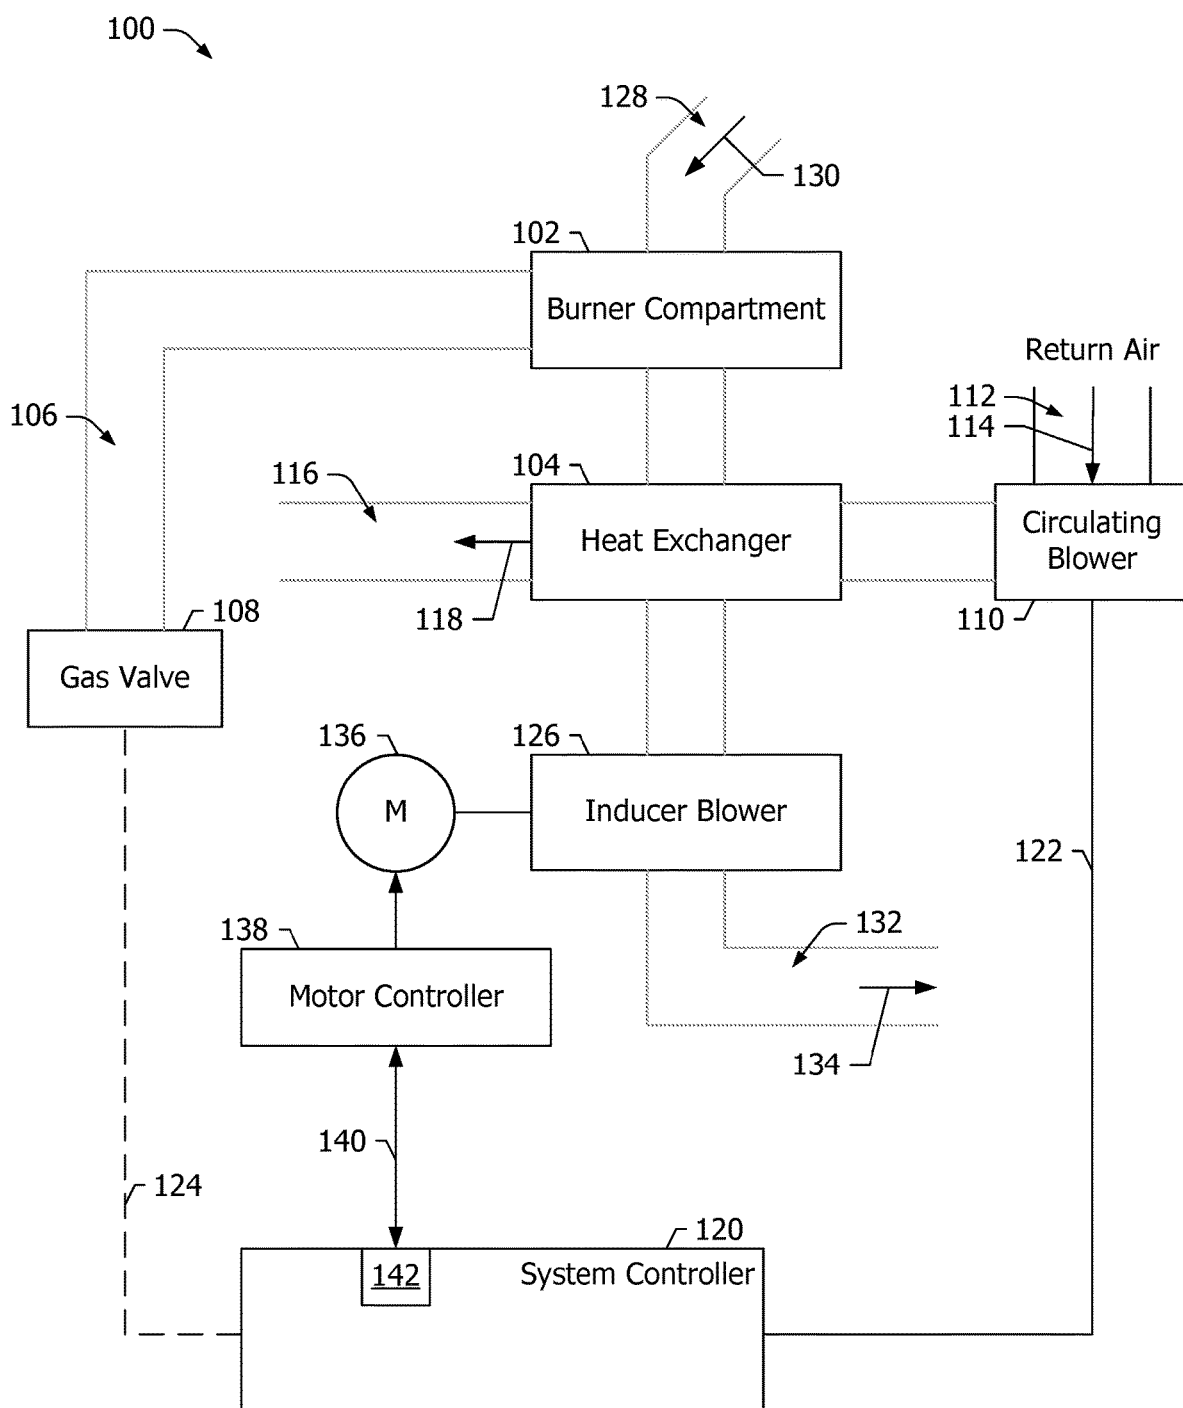 100
128
130
102
Burner Compartment
Return Air
106
112
114
104
116
Heat Exchanger
Circulating
Blower
118
108
110
Gas Valve
136
126
M
Inducer Blower
122
138
132
Motor Controller
134
140
124
120
142
System Controller